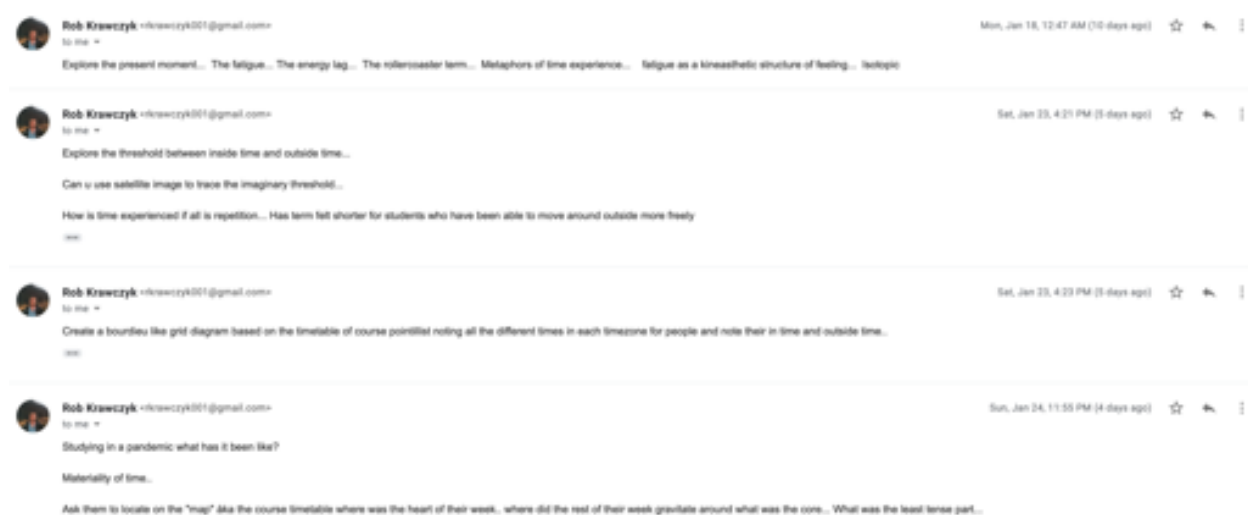 Rob Krawczyk <rkrawczyk001@gmail.com>
Mon, Jan 18, 12:47 AM (10 days ago)
to me
Explore the present moment... The fatigue... The energy lag... The rollercoaster term... Metaphors of time experience... fatigue as a kineasthetic structure of feeling... Isotopic
Rob Krawczyk <rkrawczyk001@gmail.com>
Sat, Jan 23, 4:21 PM (5 days ago)
to me
Explore the threshold between inside time and outside time...
Can u use satellite image to trace the imaginary threshold...
How is time experienced if all is repetition... Has term felt shorter for students who have been able to move around outside more freely
Rob Krawczyk <rkrawczyk001@gmail.com>
Sat, Jan 23, 4:23 PM (5 days ago)
to me
Create a bourdieu like grid diagram based on the timetable of course pointillist noting all the different times in each timezone for people and note their in time and outside time..
Rob Krawczyk <rkrawczyk001@gmail.com>
Sun, Jan 24, 11:55 PM (4 days ago)
to me
Studying in a pandemic what has it been like?
Materiality of time..
Ask them to locate on the "map" aka the course timetable where was the heart of their week.. where did the rest of their week gravitate around what was the core... What was the least tense part...